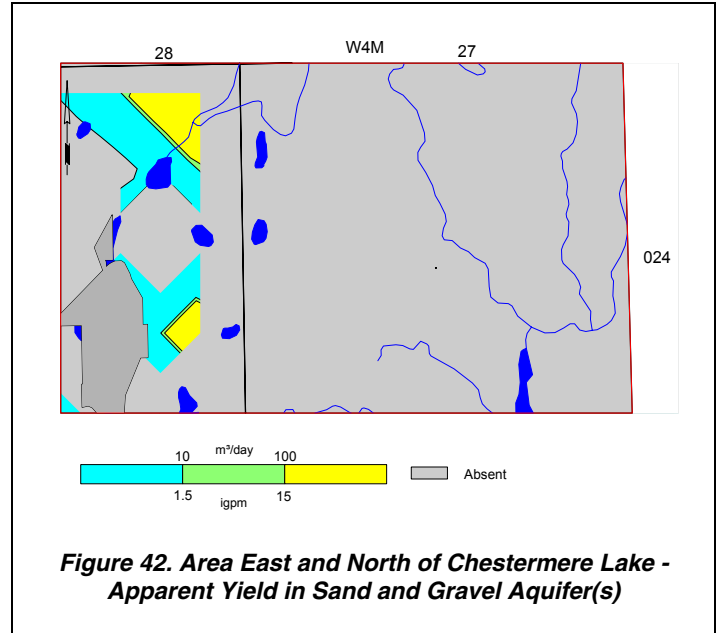 W4M
28 27
024
m³/day
10 100
1.5 15
igpm
Absent
Figure 42. Area East and North of Chestermere Lake -
Apparent Yield in Sand and Gravel Aquifer(s)